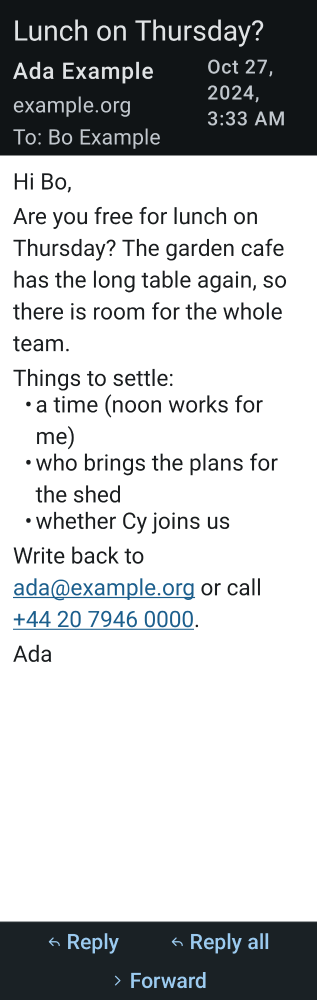 Lunch on Thursday?
Ada Example
example.org
To: Bo Example
Oct 27,
2024,
3:33 AM
Hi Bo,
Are you free for lunch on
Thursday? The garden cafe
has the long table again, so
there is room for the whole
team.
Things to settle:
• a time (noon works for
me)
• who brings the plans for
the shed
• whether Cy joins us
Write back to
ada@example.org or call
+44 20 7946 0000.
Ada
Reply
Reply all
Forward